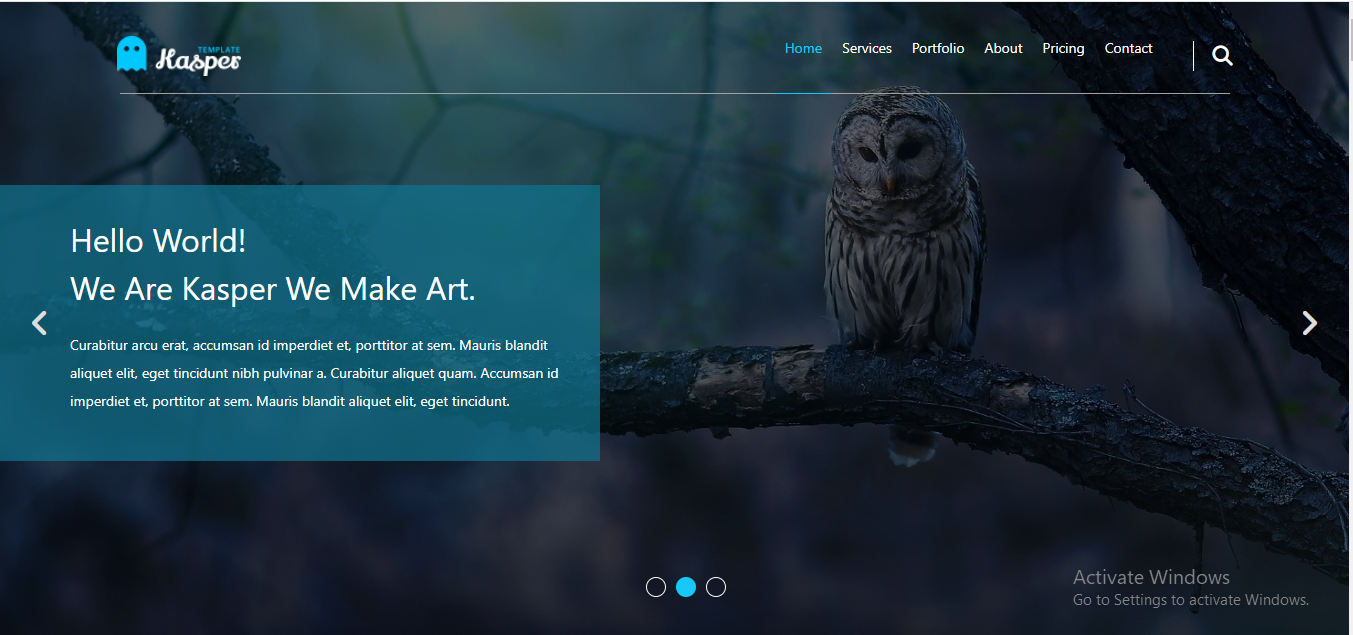 TEMPLATE
Kasper
Home Services Portfolio About Pricing Contact
Hello World!
We Are Kasper We Make Art.
Curabitur arcu erat, accumsan id imperdiet et, porttitor at sem. Mauris blandit
aliquet elit, eget tincidunt nibh pulvinar a. Curabitur aliquet quam. Accumsan id
imperdiet et, porttitor at sem. Mauris blandit aliquet elit, eget tincidunt.
Activate Windows
Go to Settings to activate Windows.